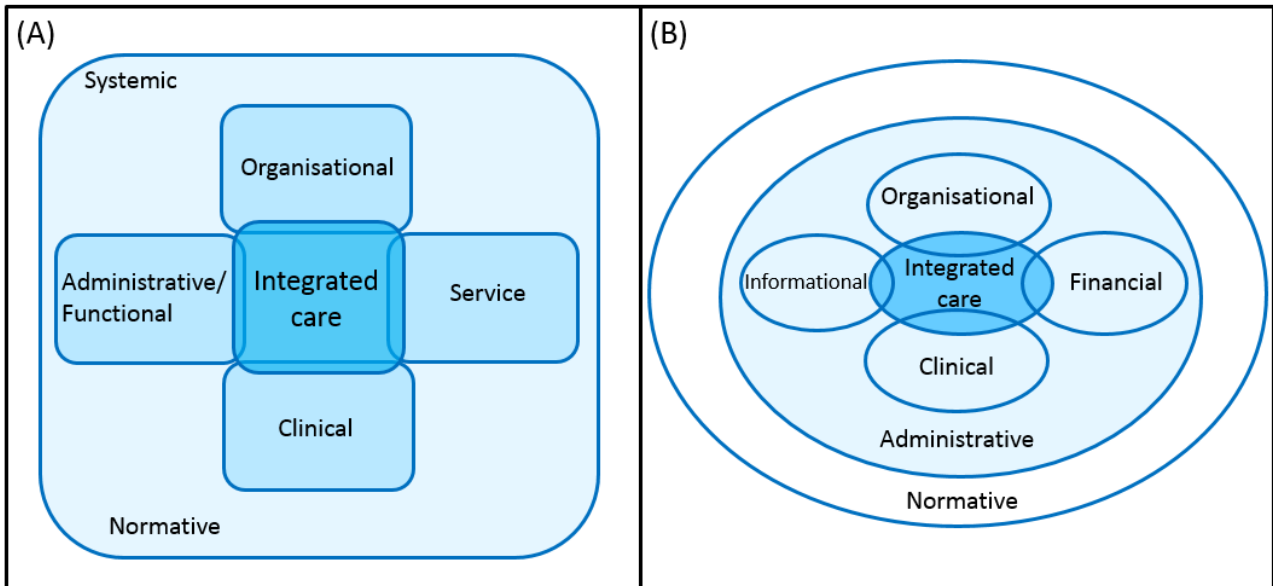 (A)
Systemic
Organisational
Administrative/
Functional
Integrated
care
Service
Clinical
Normative
(B)
Organisational
Informational
Integrated
care
Financial
Clinical
Administrative
Normative